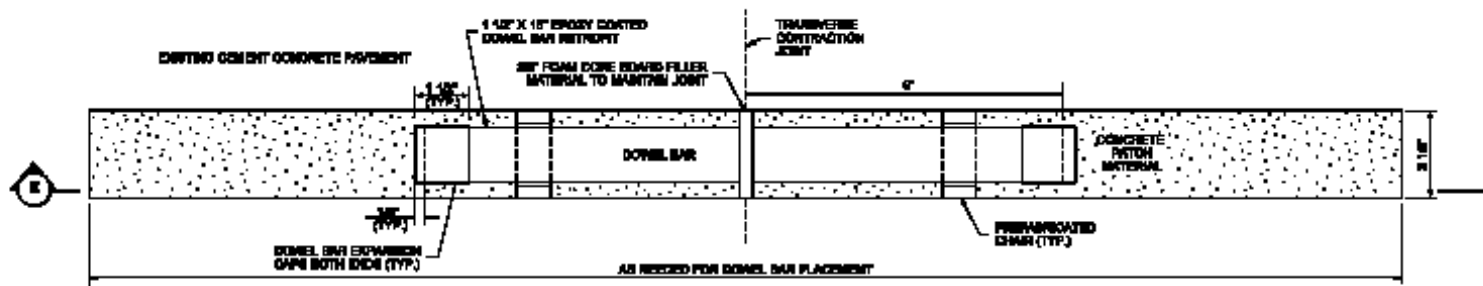 1 1/2" X 18" EPOXY COATED
DOWEL BAR RETROFIT
TRANSVERSE
CONTRACTION
JOINT
EXISTING CEMENT CONCRETE PAVEMENT
FOAM CORE BOARD FILLER
MATERIAL TO MAINTAIN JOINT
1 1/2"
(TYP.)
9"
DOWEL BAR
CONCRETE
PATCH
MATERIAL
(TYP.)
PREFABRICATED
CHAIR (TYP.)
DOWEL BAR EXPANSION
CAPS BOTH ENDS (TYP.)
AS NEEDED FOR DOWEL BAR PLACEMENT